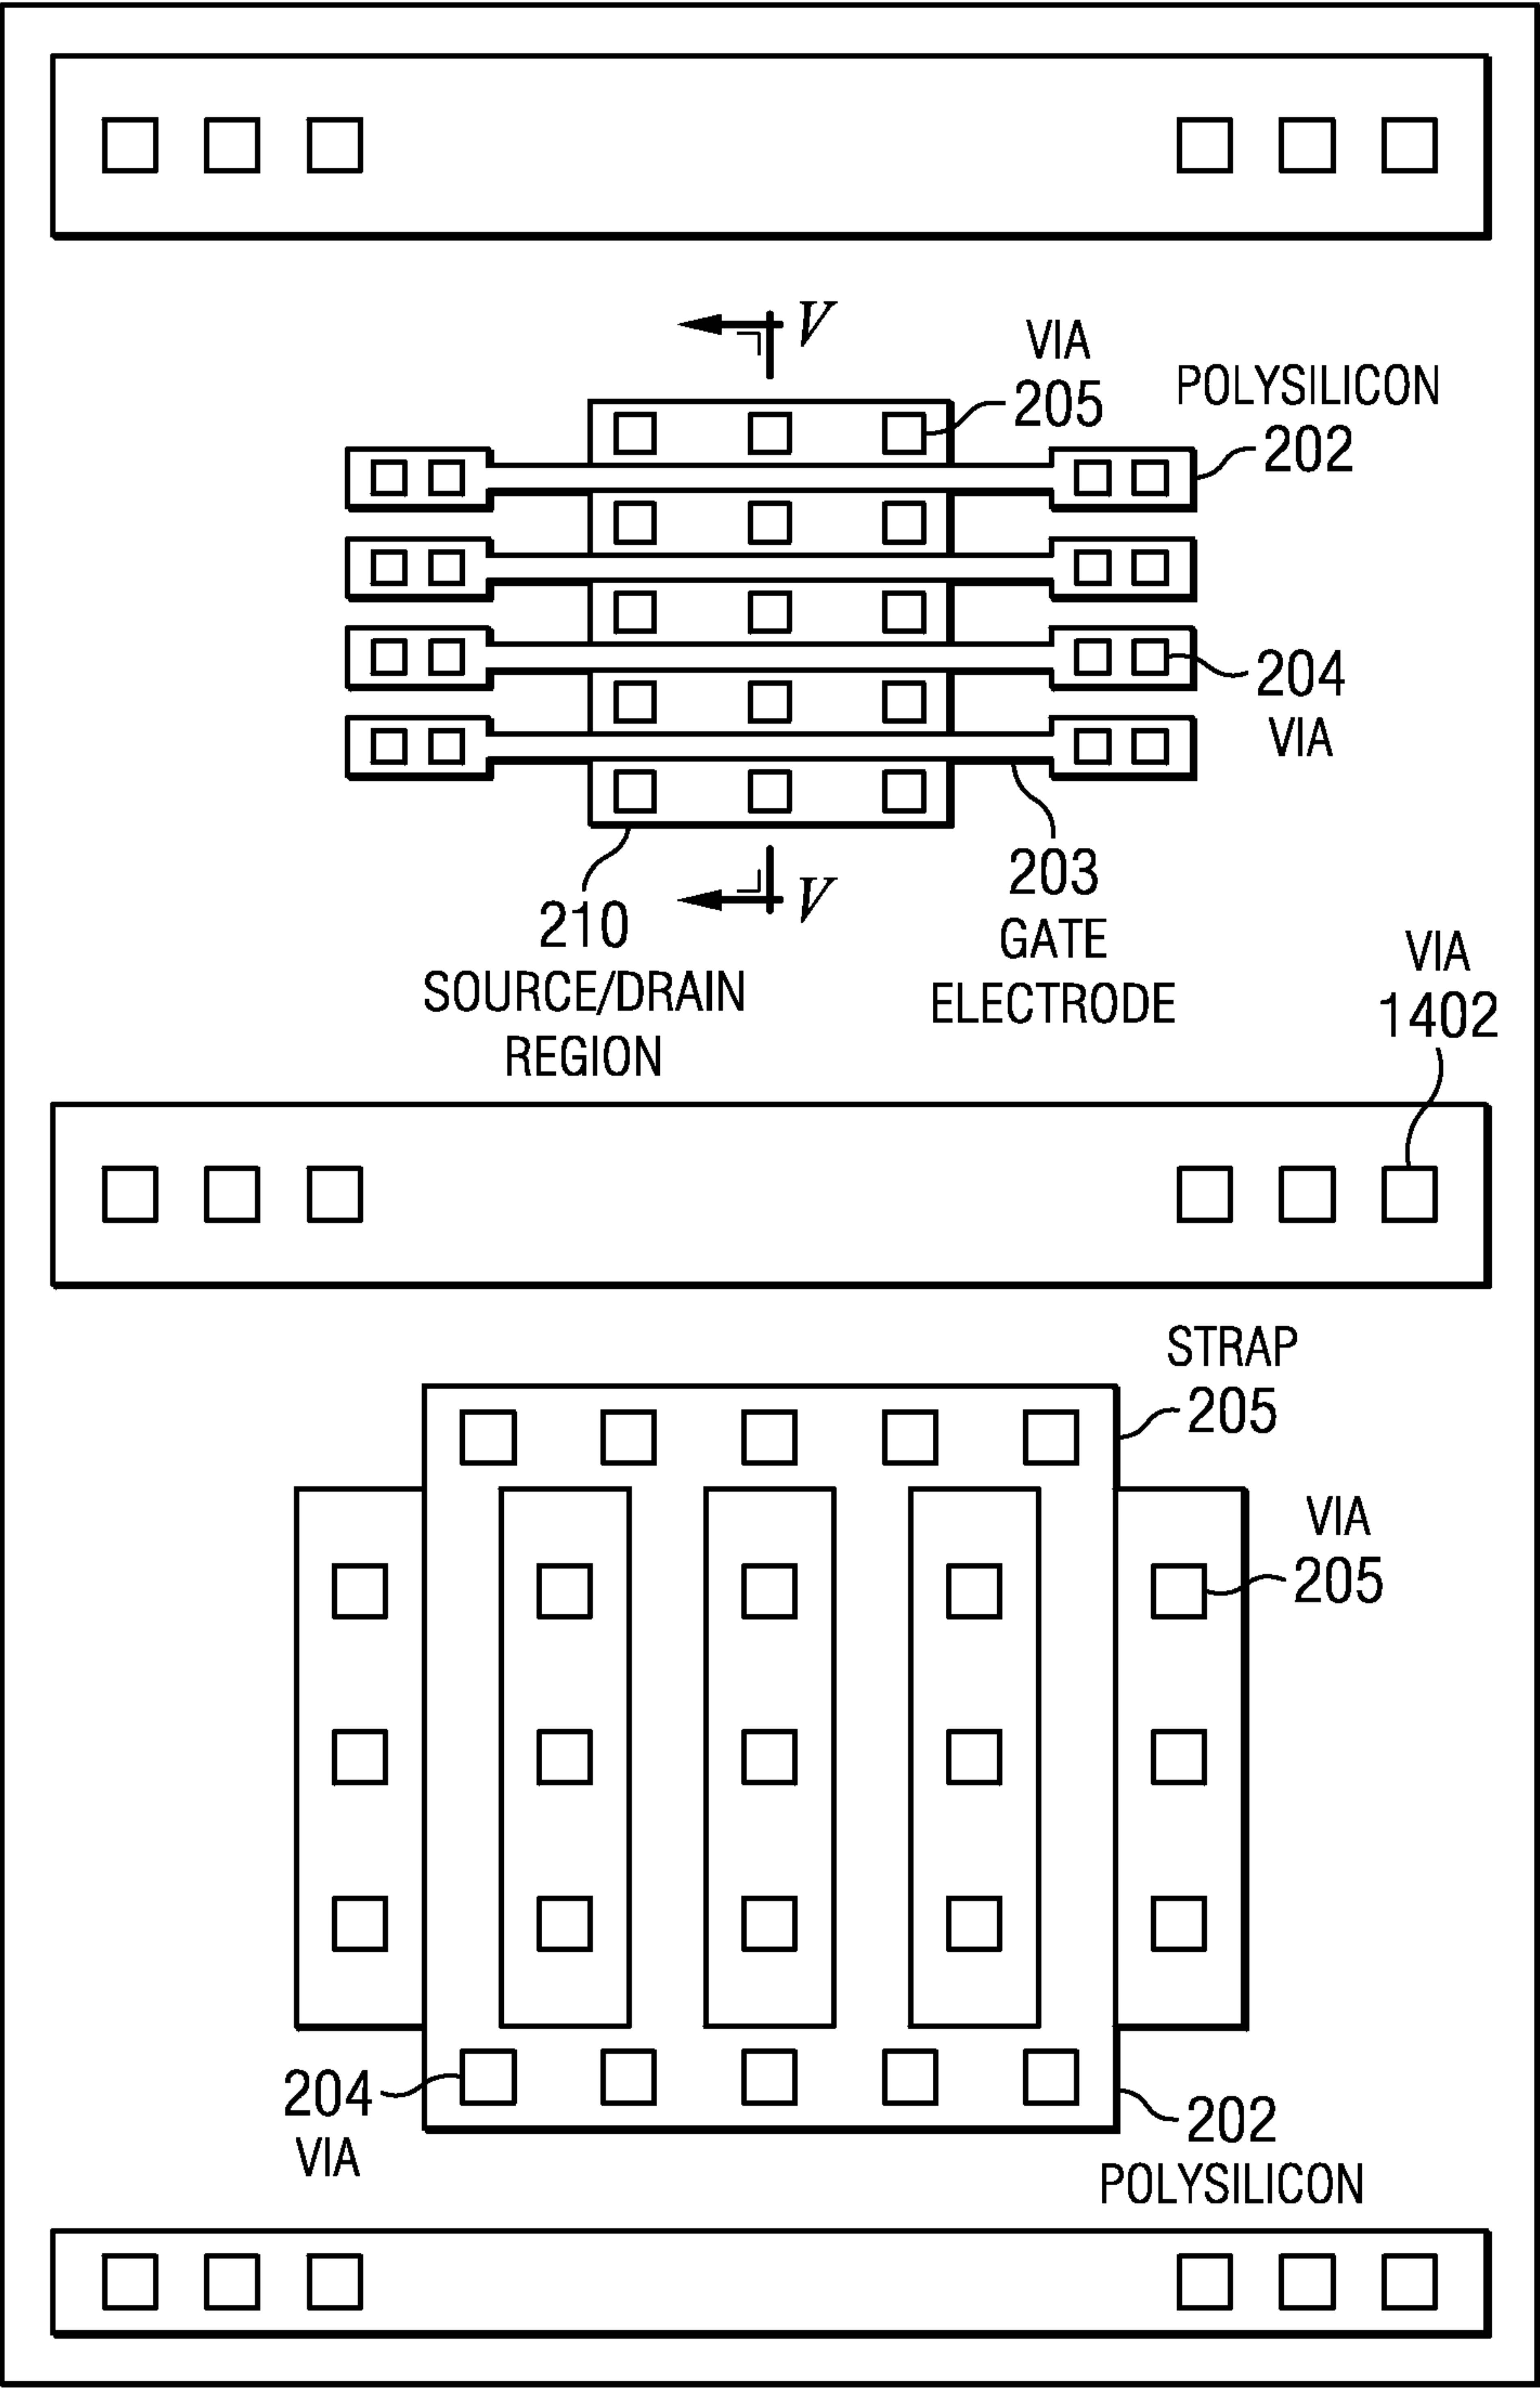 V
VIA
205
POLYSILICON
202
204
VIA
203
GATE
ELECTRODE
V
210
SOURCE/DRAIN
REGION
VIA
1402
STRAP
205
VIA
205
204
VIA
202
POLYSILICON